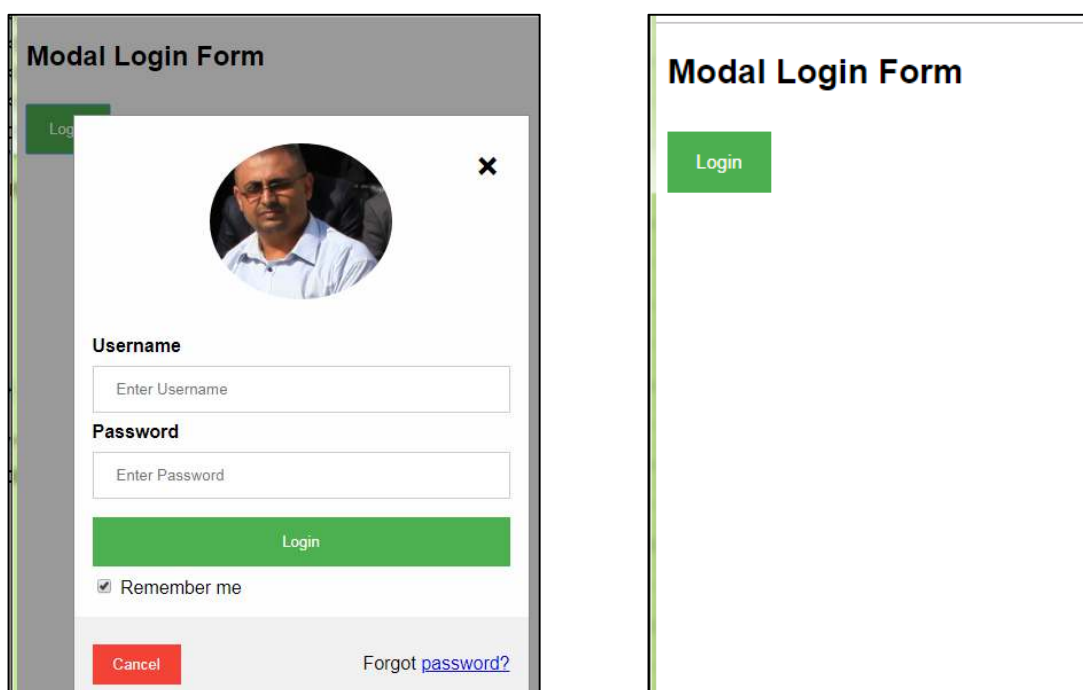 Modal Login Form
Log
×
Username
Enter Username
Password
Enter Password
Login
Remember me
Cancel
Forgot password?
Modal Login Form
Login